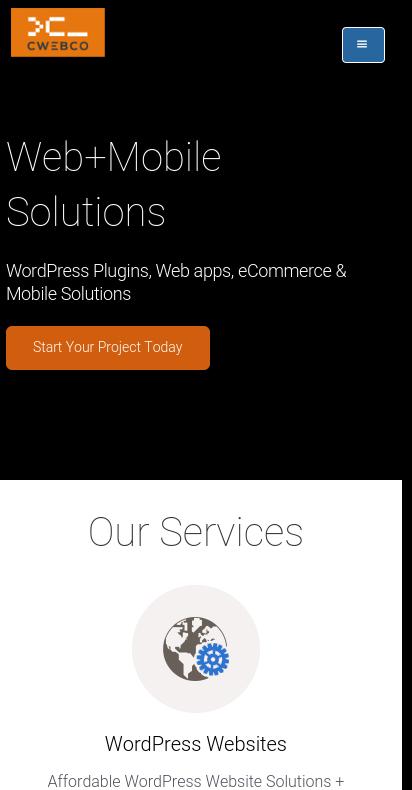 CWEBCO
Web+Mobile
Solutions
WordPress Plugins, Web apps, eCommerce &
Mobile Solutions
Start Your Project Today
Our Services
WordPress Websites
Affordable WordPress Website Solutions +